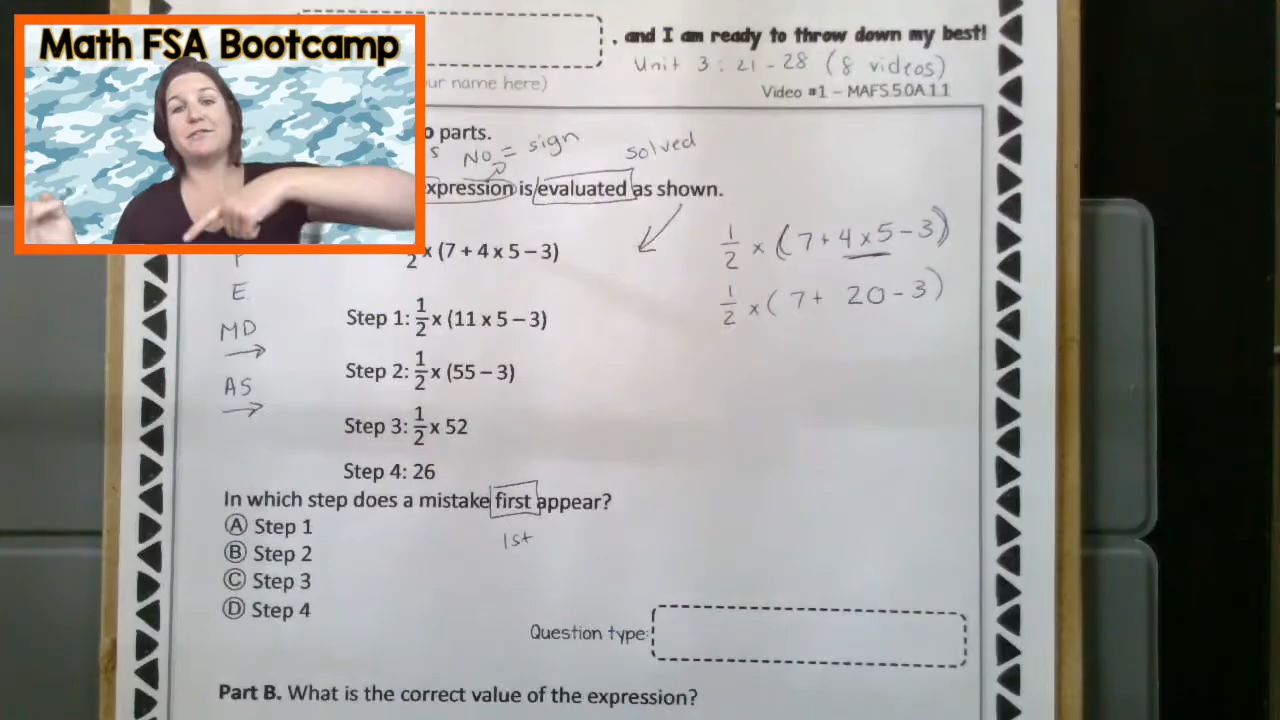 Math FSA Bootcamp
, and I am ready to throw down my best!
Unit 3: 21-28 (8 videos)
ur name here)
Video #1 – MAFS.5.OA.1.1
o parts.
s NO = sign
solved
expression is evaluated as shown.
1/2 x (7 + 4 x 5 – 3)
1/2 x (7 + 4 x 5 – 3)
P
E
1/2 x (7 + 20 – 3)
Step 1: 1/2 x (11 x 5 – 3)
MD
Step 2: 1/2 x (55 – 3)
AS
Step 3: 1/2 x 52
Step 4: 26
In which step does a mistake first appear?
1st
Ⓐ Step 1
Ⓑ Step 2
Ⓒ Step 3
Ⓓ Step 4
Question type:
Part B. What is the correct value of the expression?